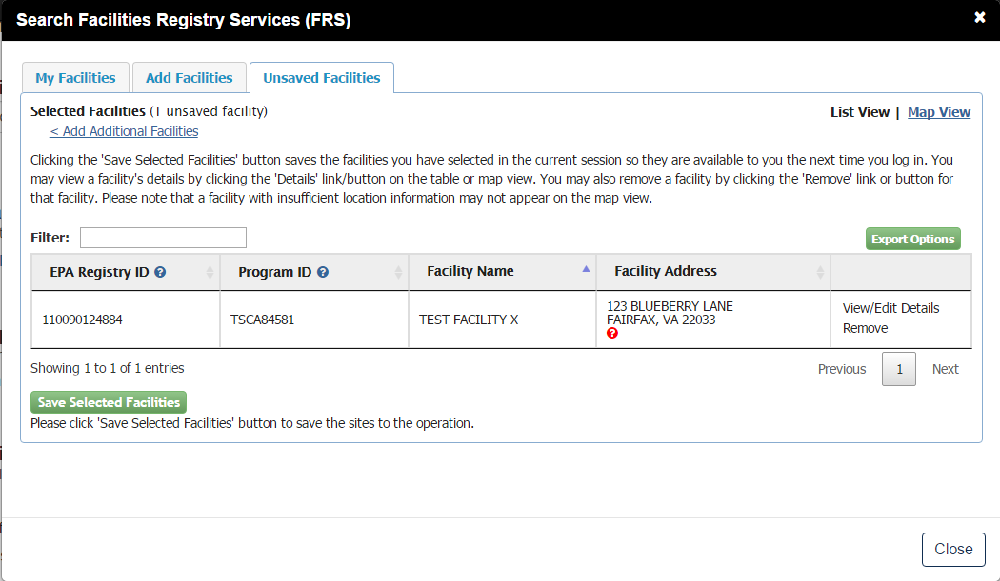 Search Facilities Registry Services (FRS)
My Facilities
Add Facilities
Unsaved Facilities
Selected Facilities (1 unsaved facility)
List View | Map View
< Add Additional Facilities
Clicking the 'Save Selected Facilities' button saves the facilities you have selected in the current session so they are available to you the next time you log in. You
may view a facility's details by clicking the 'Details' link/button on the table or map view. You may also remove a facility by clicking the 'Remove' link or button for
that facility. Please note that a facility with insufficient location information may not appear on the map view.
Filter:
Export Options
EPA Registry ID ?
Program ID ?
Facility Name
Facility Address
110090124884
TSCA84581
TEST FACILITY X
123 BLUEBERRY LANE
FAIRFAX, VA 22033
?
View/Edit Details
Remove
Showing 1 to 1 of 1 entries
Previous
1
Next
Save Selected Facilities
Please click 'Save Selected Facilities' button to save the sites to the operation.
Close